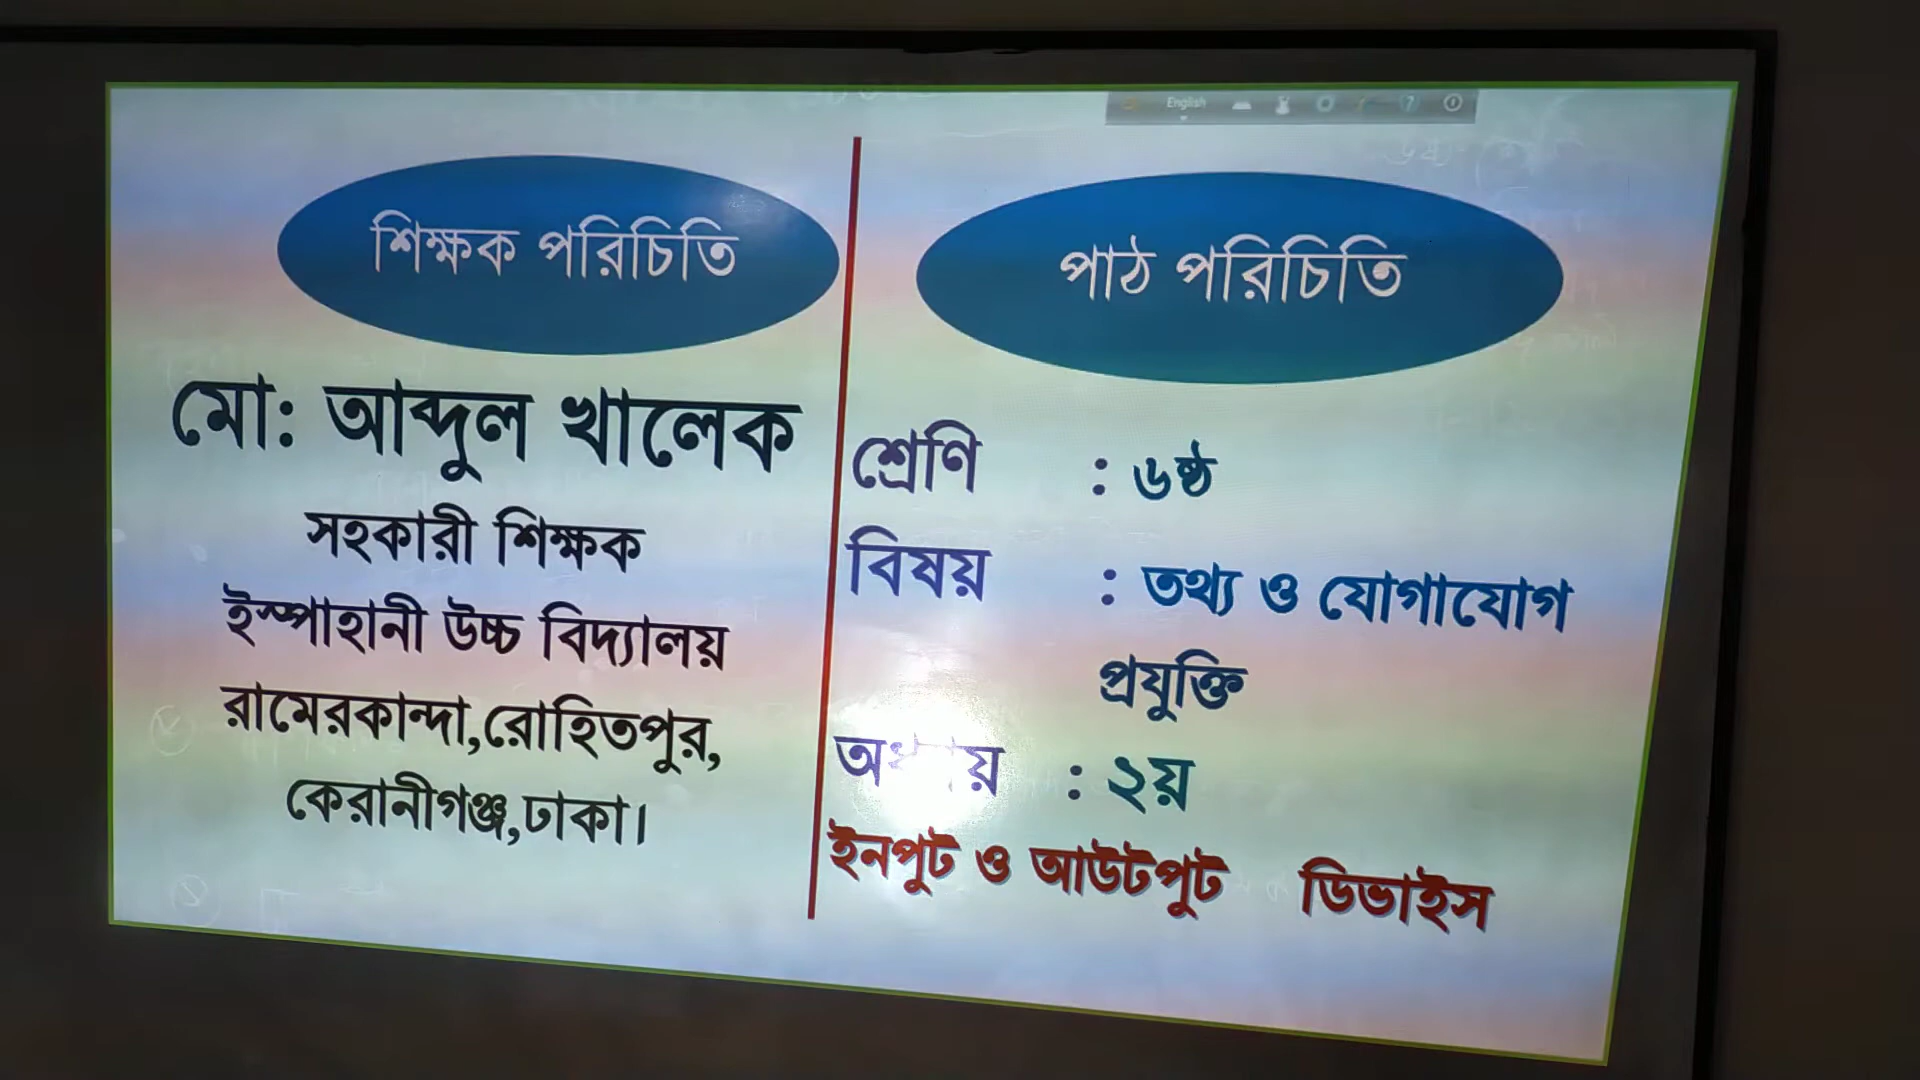 English
শিক্ষক পরিচিতি
মো: আব্দুল খালেক
সহকারী শিক্ষক
ইস্পাহানী উচ্চ বিদ্যালয়
রামেরকান্দা,রোহিতপুর,
কেরানীগঞ্জ,ঢাকা।
পাঠ পরিচিতি
শ্রেণি : ৬ষ্ঠ
বিষয় : তথ্য ও যোগাযোগ
প্রযুক্তি
: ২য়
ইনপুট ও আউটপুট ডিভাইস